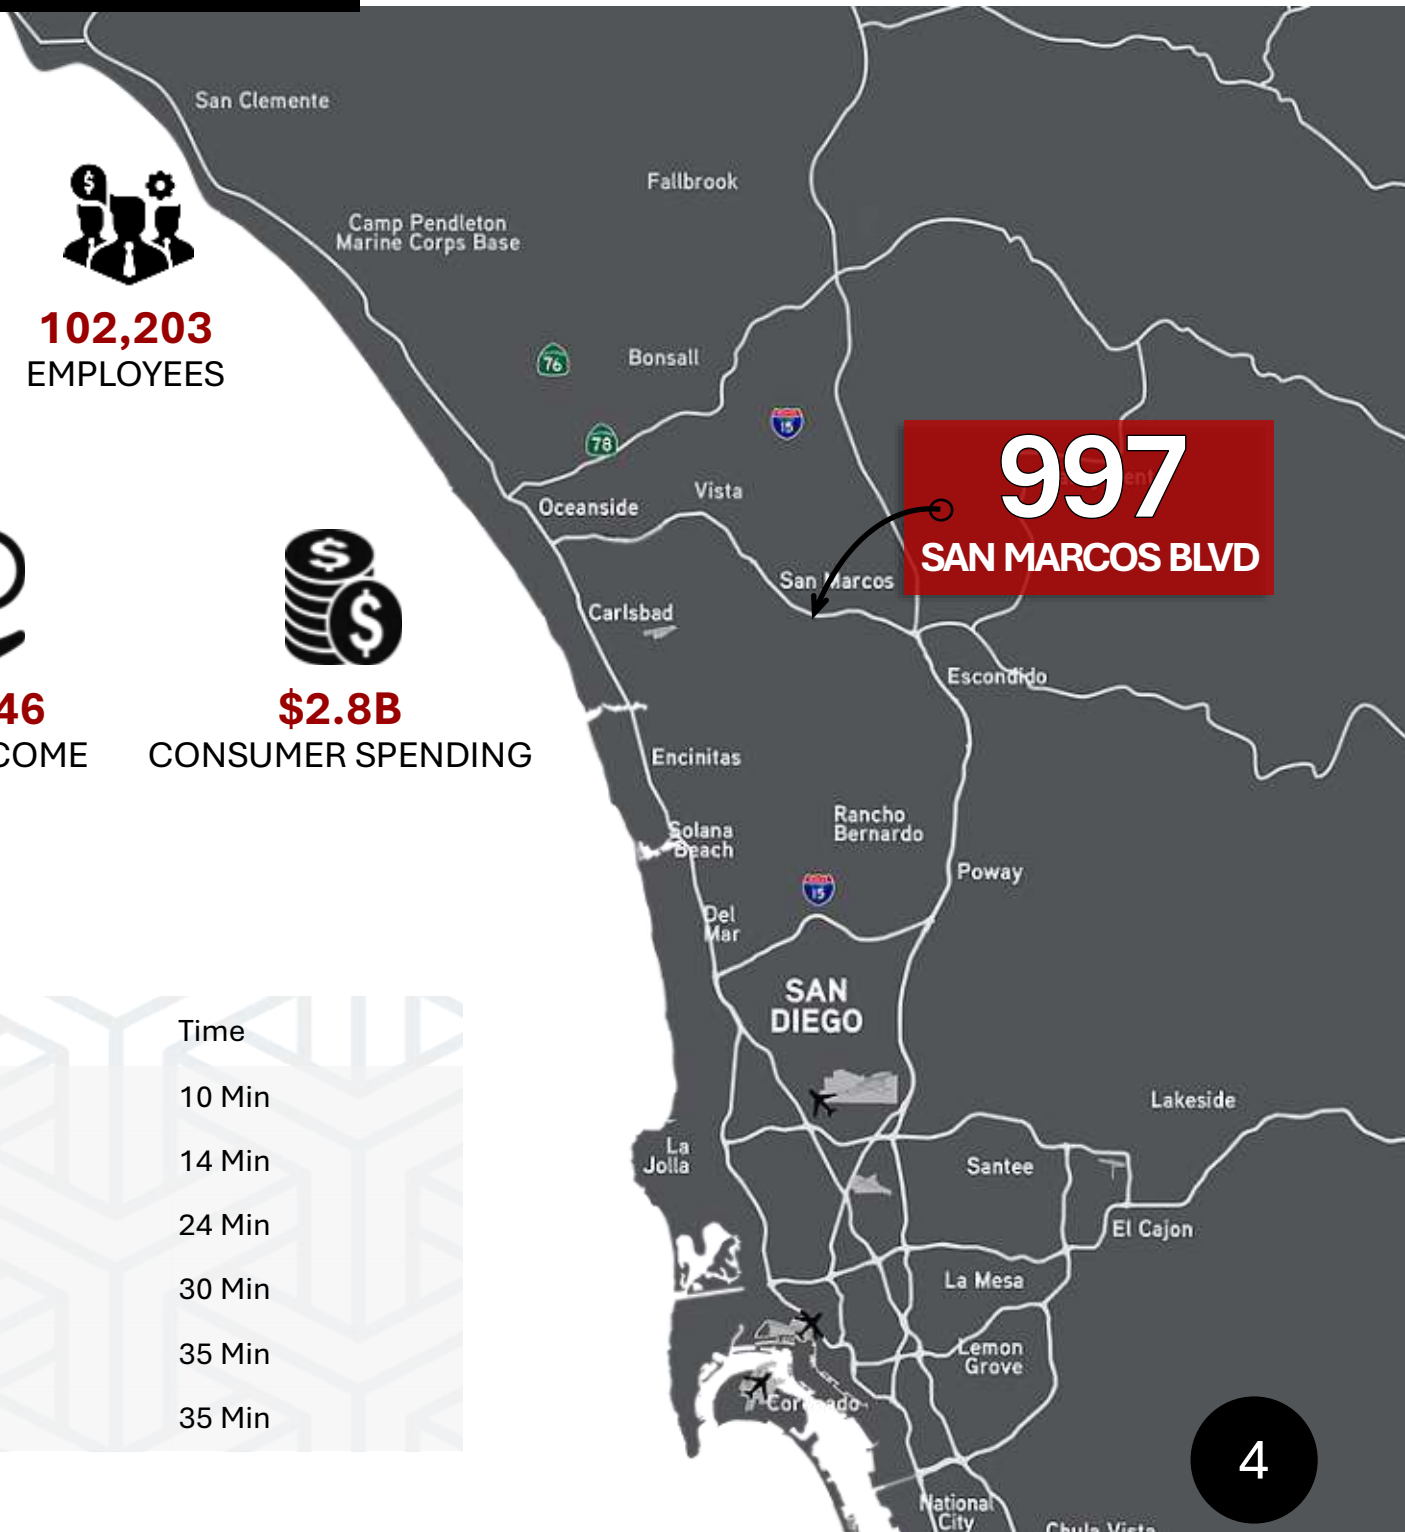 San Clemente
Fallbrook
Camp Pendleton
Marine Corps Base
102,203
EMPLOYEES
76
Bonsall
78
15
997
SAN MARCOS BLVD
Vista
Oceanside
San Marcos
Carlsbad
Escondido
46
COME
$2.8B
CONSUMER SPENDING
Encinitas
Solana
Beach
Rancho
Bernardo
Poway
15
Del
Mar
SAN
DIEGO
Time
10 Min
14 Min
24 Min
30 Min
35 Min
35 Min
Lakeside
La
Jolla
Santee
El Cajon
La Mesa
Lemon
Grove
Coronado
4
National
City
Chula Vista